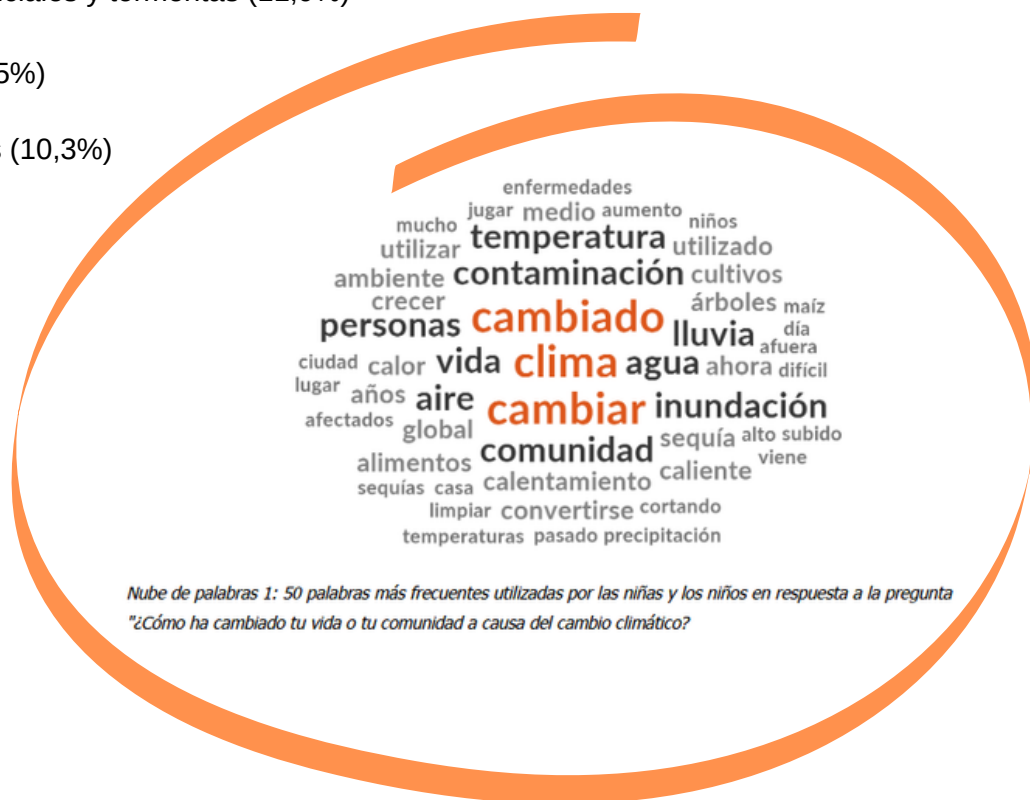 y tormentas
5%)
(10,3%)
enfermedades
jugar medio aumento
mucho niños
utilizar temperatura utilizado
ambiente contaminación cultivos
crecer árboles maíz
personas cambiado lluvia día
afuera
ciudad calor vida clima agua ahora difícil
lugar años aire cambiar inundación
afectados global
comunidad sequía alto subido
alimentos caliente viene
sequías casa calentamiento
limpiar convertirse cortando
temperaturas pasado precipitación
Nube de palabras 1: 50 palabras más frecuentes utilizadas por las niñas y los niños en respuesta a la pregunta
"¿Cómo ha cambiado tu vida o tu comunidad a causa del cambio climático?